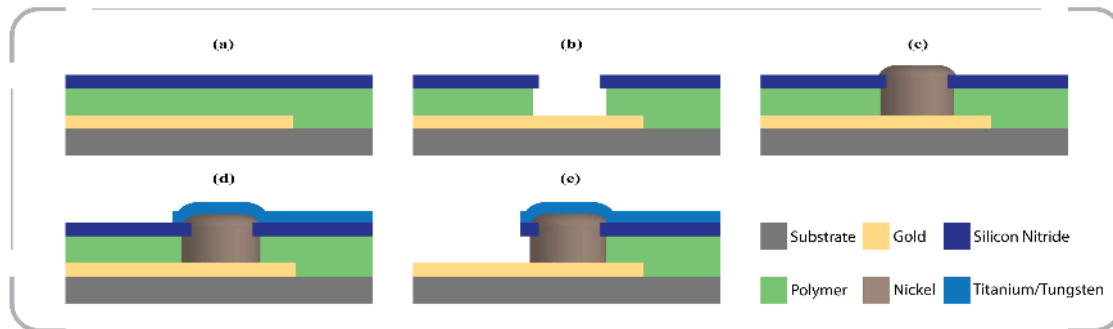 (a)
(b)
(c)
(d)
(e)
Substrate
Gold
Silicon Nitride
Polymer
Nickel
Titanium/Tungsten